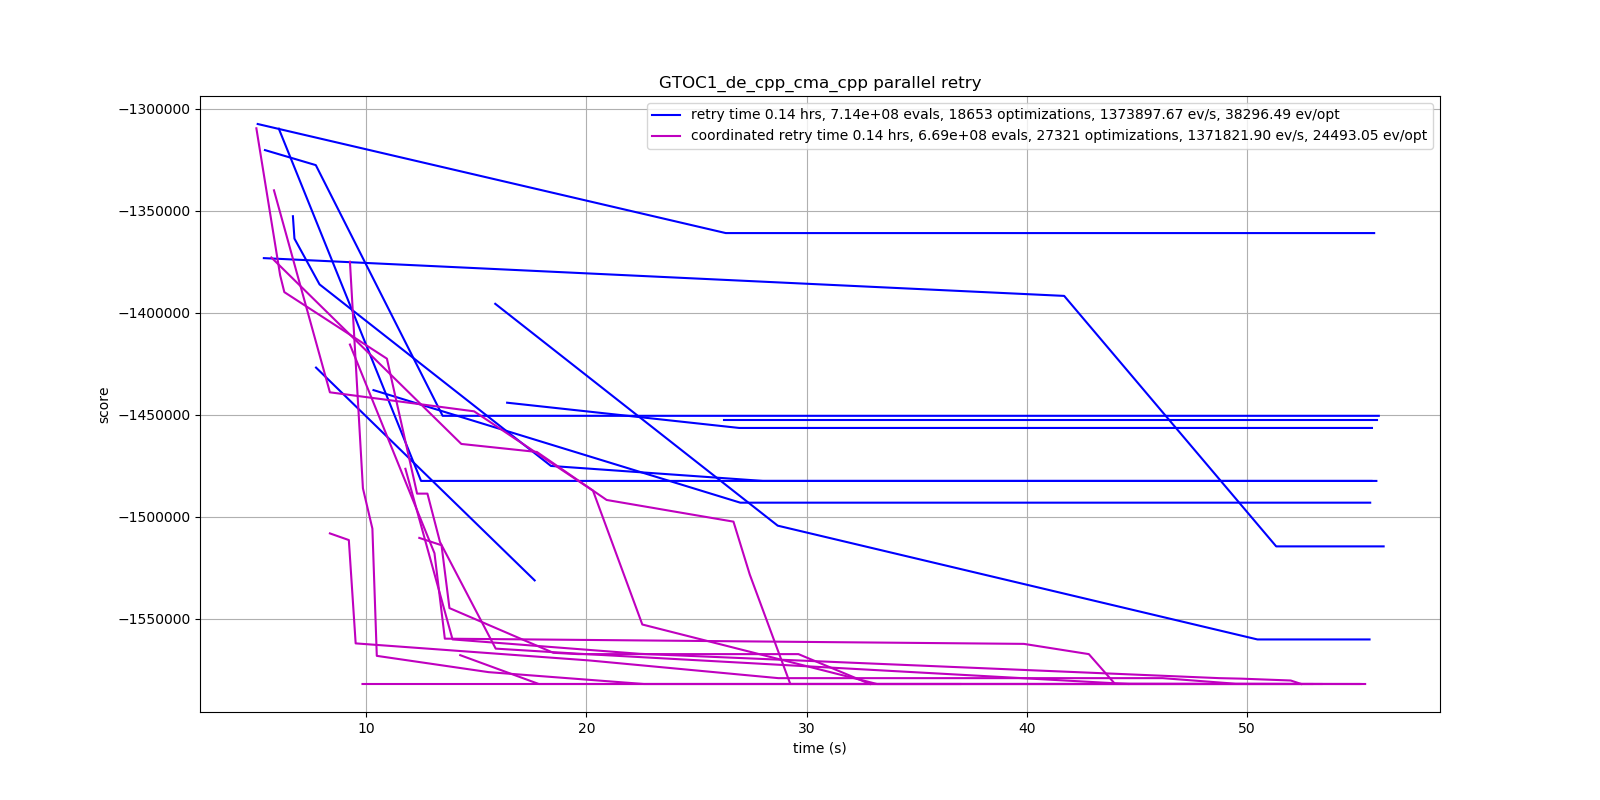 GTOC1_de_cpp_cma_cpp parallel retry
retry time 0.14 hrs, 7.14e+08 evals, 18653 optimizations, 1373897.67 ev/s, 38296.49 ev/opt
coordinated retry time 0.14 hrs, 6.69e+08 evals, 27321 optimizations, 1371821.90 ev/s, 24493.05 ev/opt
−1300000
−1350000
−1400000
−1450000
−1500000
−1550000
score
10 20 30 40 50
time (s)